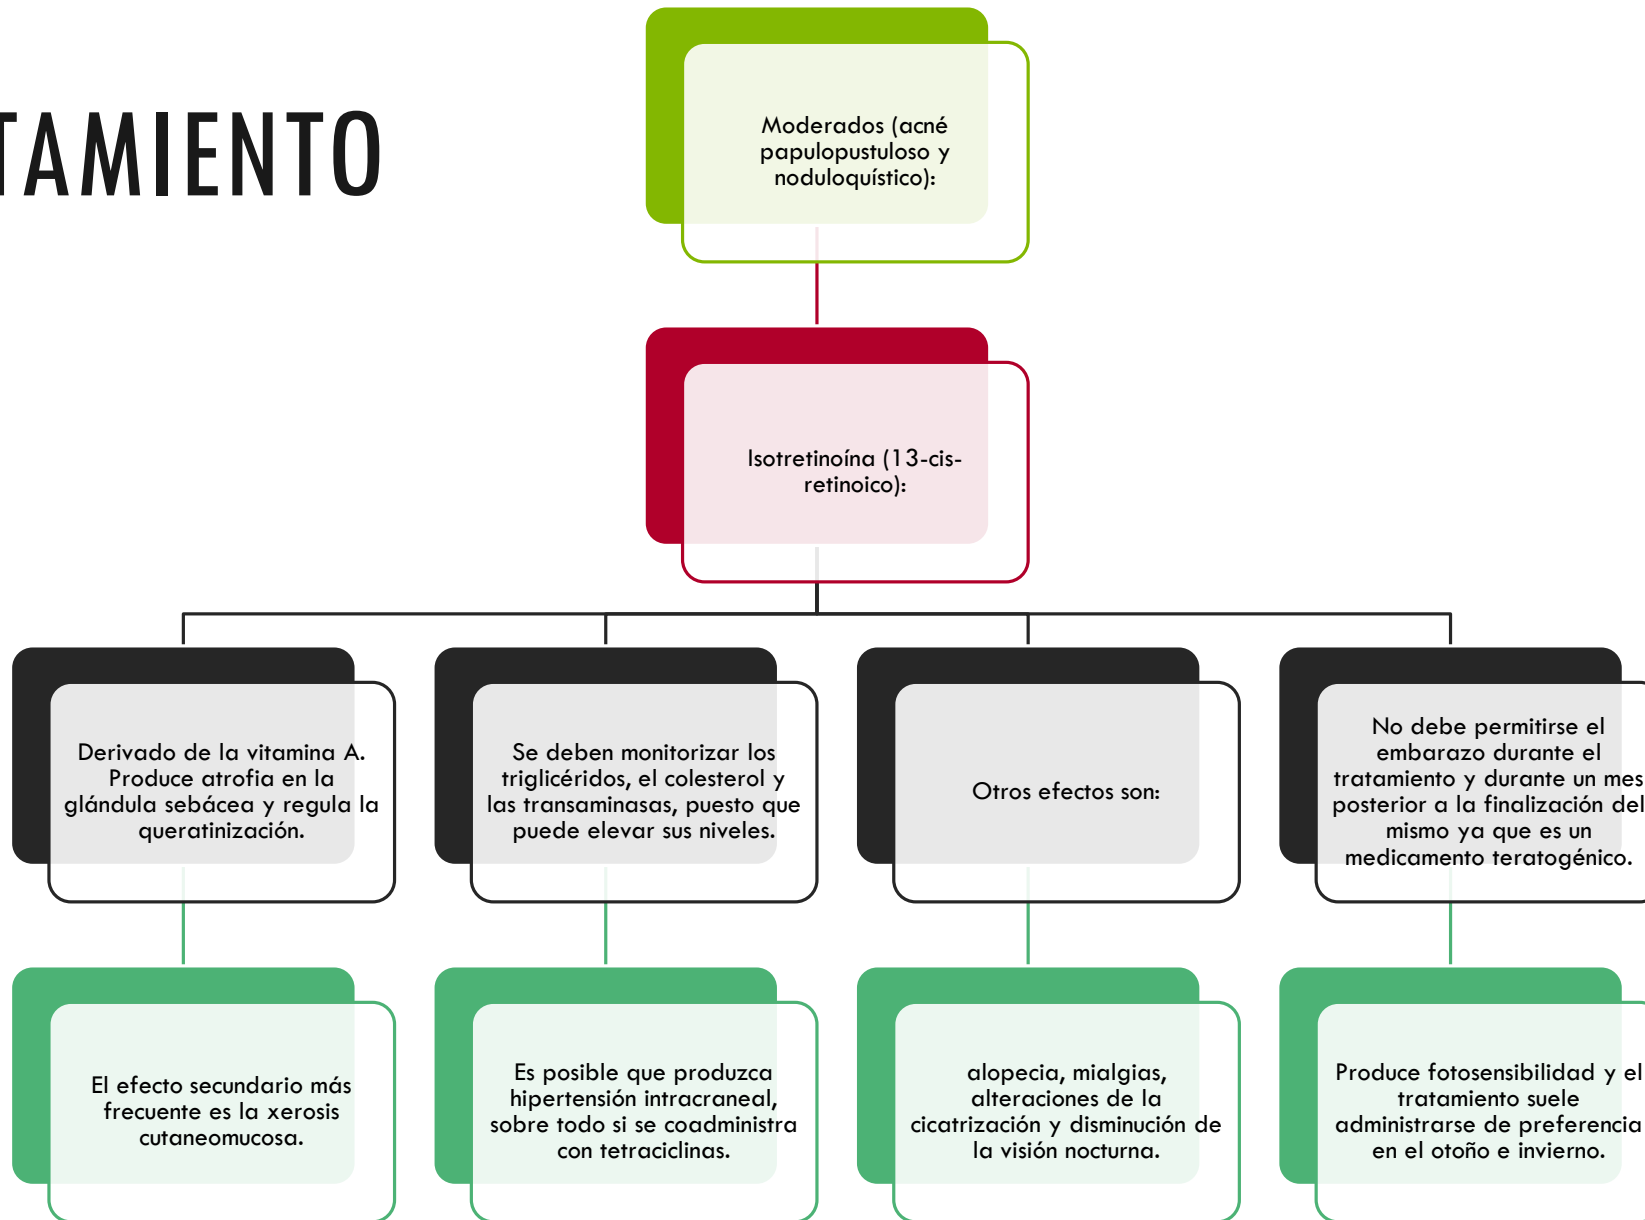 TAMIENTO
Moderados (acné
papulopustuloso y
noduloquístico):
Isotretinoína (13-cis-
retinoico):
Derivado de la vitamina A.
Produce atrofia en la
glándula sebácea y regula la
queratinización.
Se deben monitorizar los
triglicéridos, el colesterol y
las transaminasas, puesto que
puede elevar sus niveles.
Otros efectos son:
No debe permitirse el
embarazo durante el
tratamiento y durante un mes
posterior a la finalización del
mismo ya que es un
medicamento teratogénico.
El efecto secundario más
frecuente es la xerosis
cutaneomucosa.
Es posible que produzca
hipertensión intracraneal,
sobre todo si se coadministra
con tetraciclinas.
alopecia, mialgias,
alteraciones de la
cicatrización y disminución de
la visión nocturna.
Produce fotosensibilidad y el
tratamiento suele
administrarse de preferencia
en el otoño e invierno.